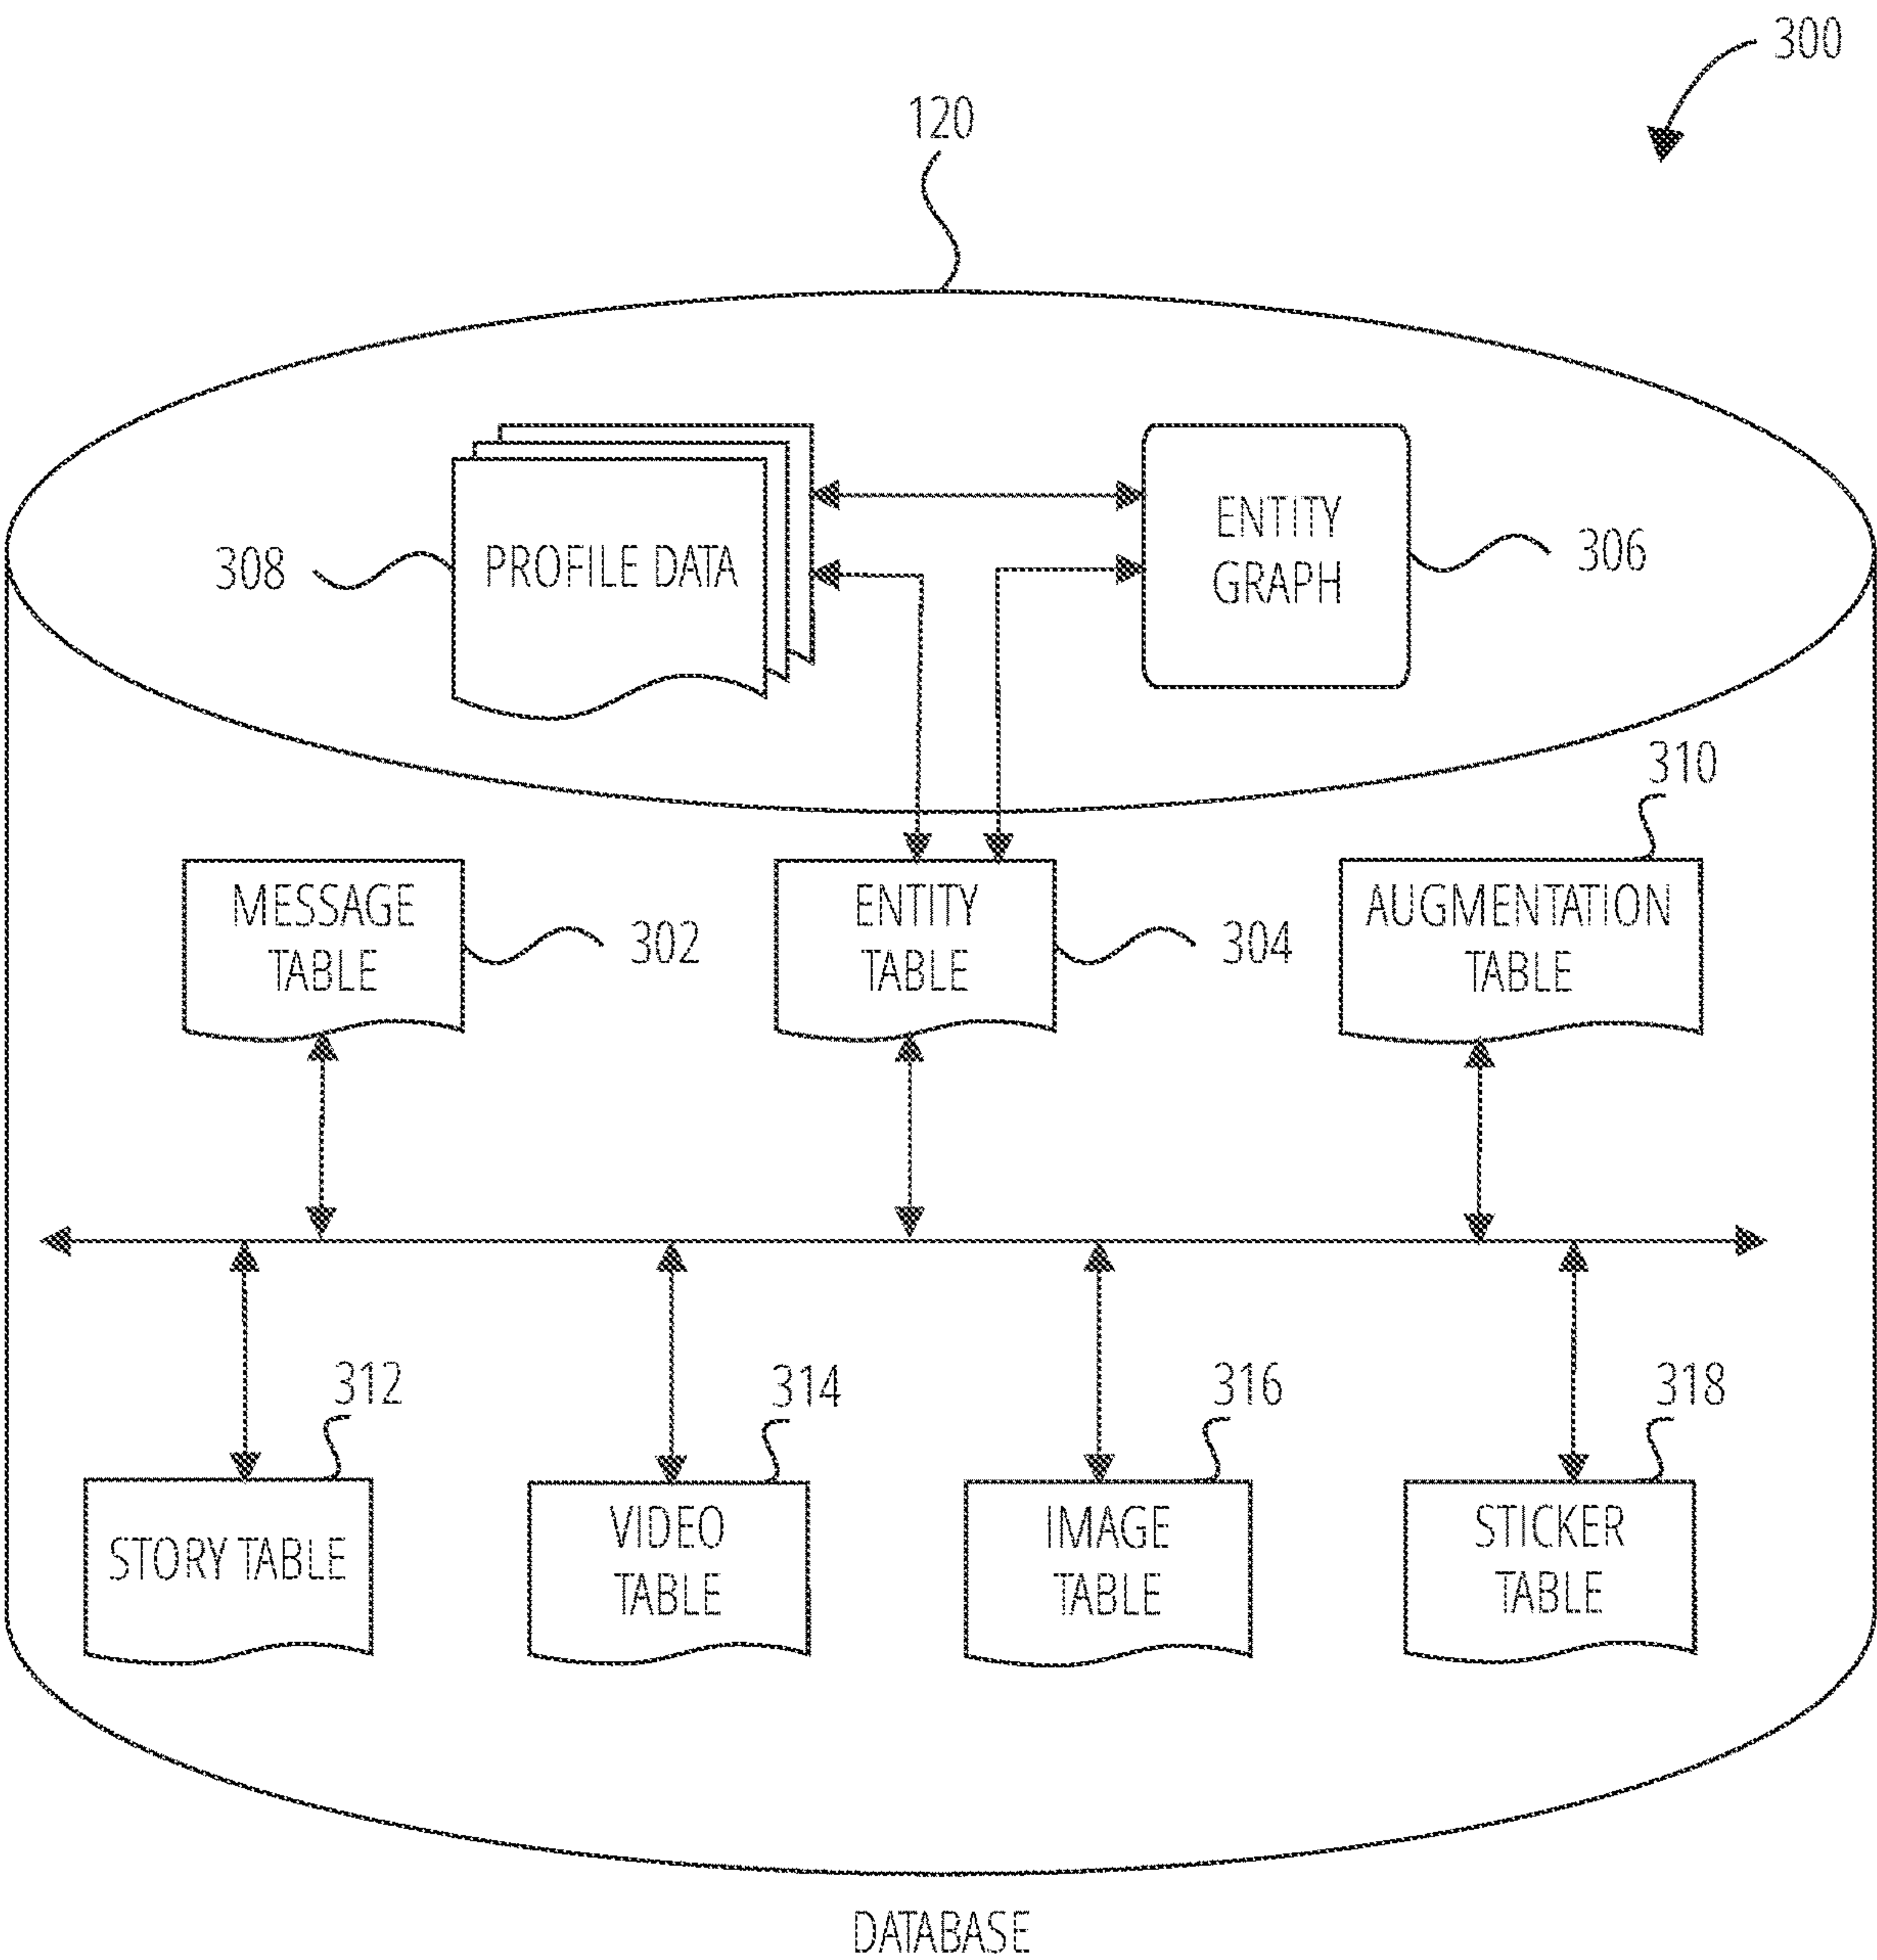 300
120
308
PROFILE DATA
ENTITY
GRAPH
306
310
MESSAGE
TABLE
302
ENTITY
TABLE
304
AUGMENTATION
TABLE
312
314
316
318
STORY TABLE
VIDEO
TABLE
IMAGE
TABLE
STICKER
TABLE
DATABASE